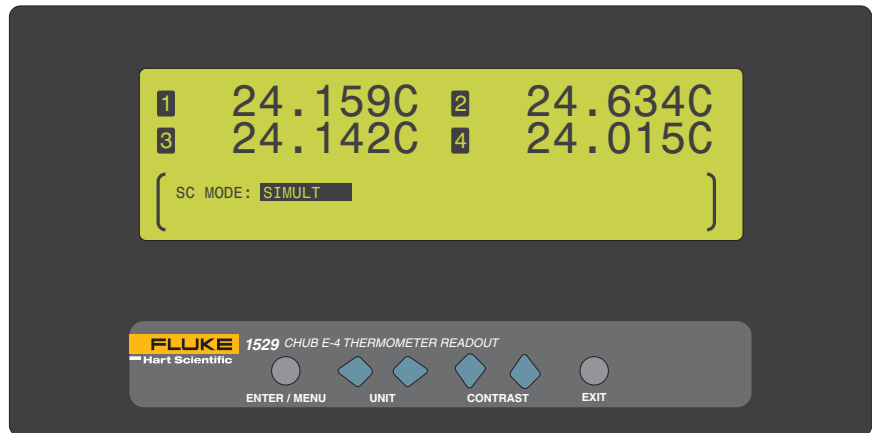 1 24.159C 2 24.634C
3 24.142C 4 24.015C
SC MODE: SIMULT
FLUKE 1529 CHUB E-4 THERMOMETER READOUT
Hart Scientific
ENTER / MENU UNIT CONTRAST EXIT